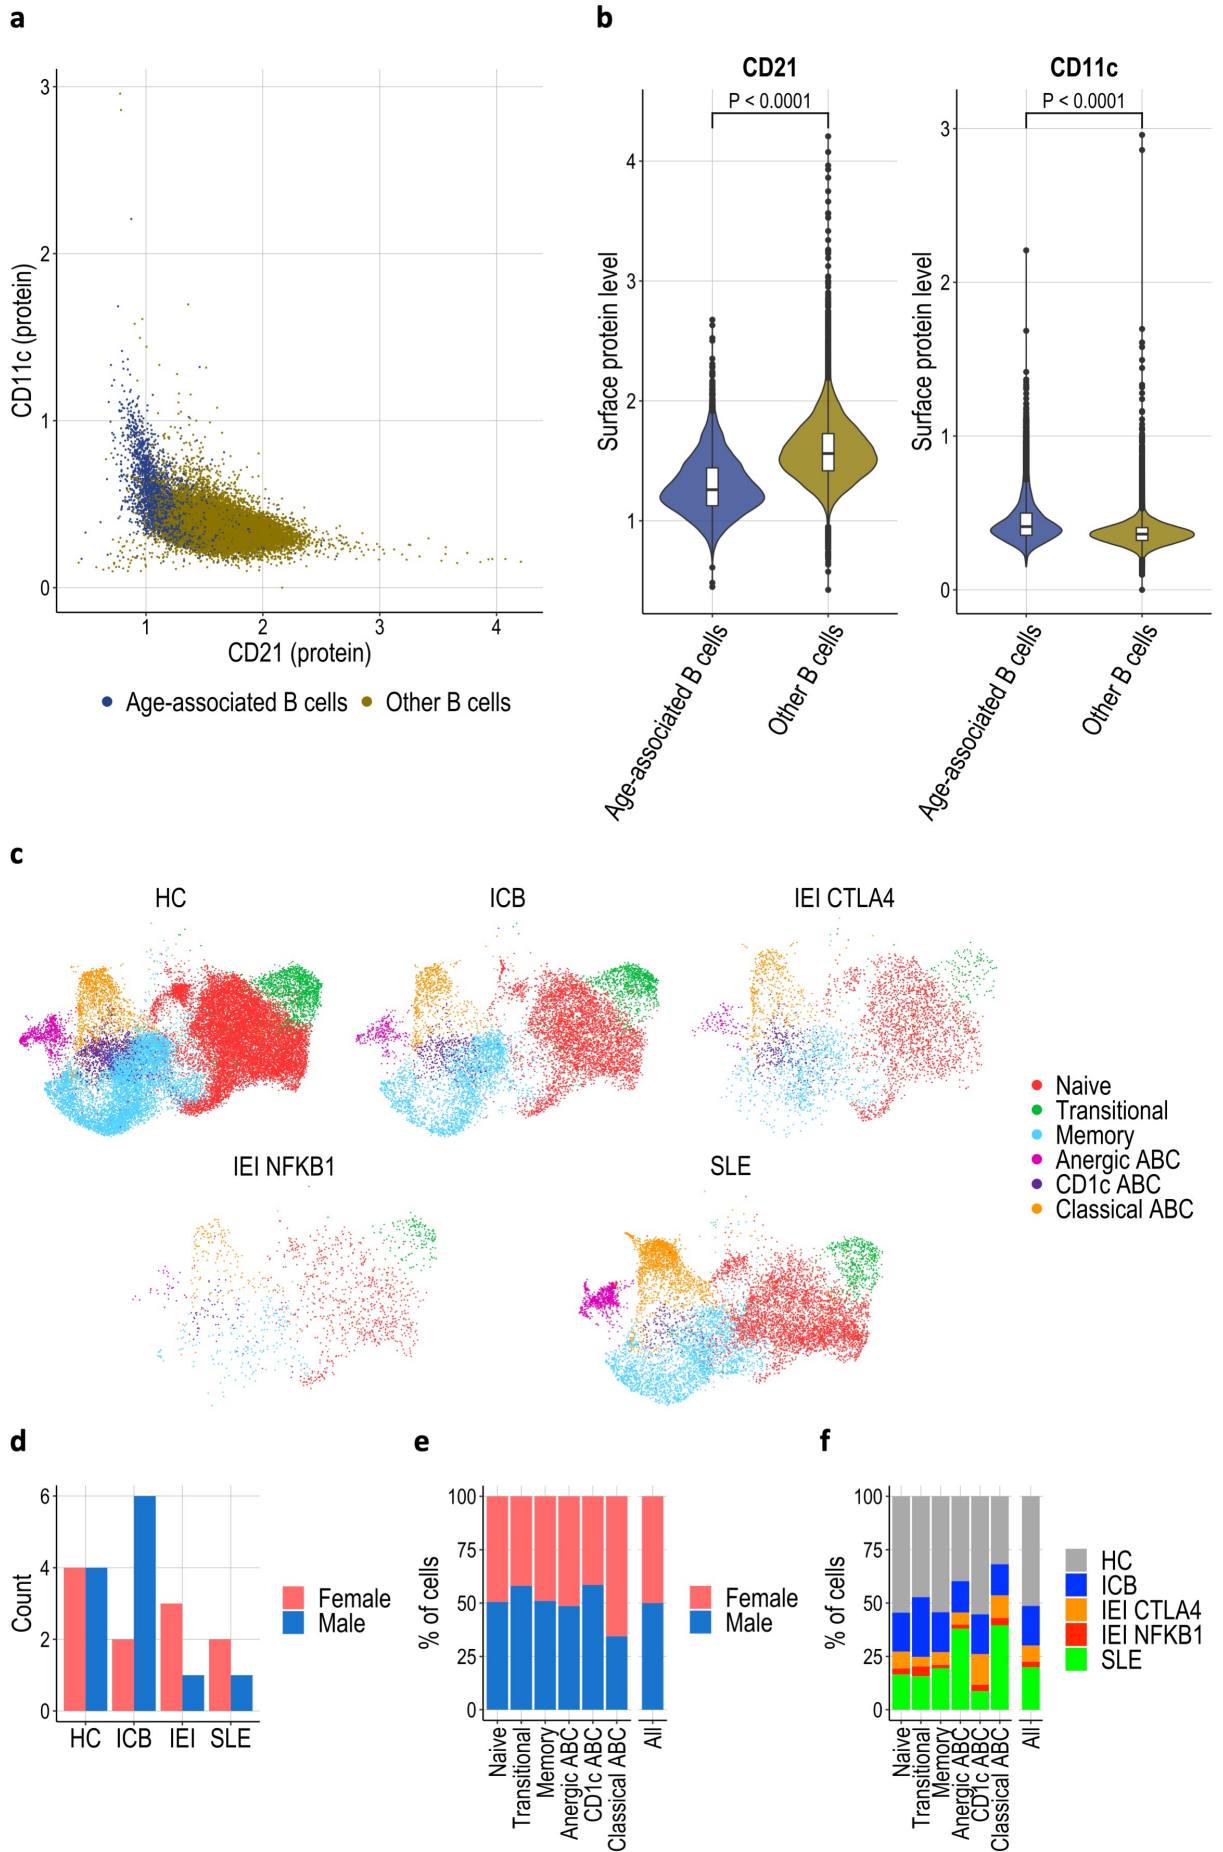 a
3
2
1
0
CD11c (protein)
1 2 3 4
CD21 (protein)
Age-associated B cells Other B cells
b
CD21
P < 0.0001
4
3
2
1
Surface protein level
Age-associated B cells
Other B cells
CD11c
P < 0.0001
3
2
1
0
Surface protein level
Age-associated B cells
Other B cells
c
HC
ICB
IEI CTLA4
IEI NFKB1
SLE
Naive
Transitional
Memory
Anergic ABC
CD1c ABC
Classical ABC
d
6
4
2
0
Count
HC ICB IEI SLE
Female
Male
e
100
75
50
25
0
% of cells
Naive
Transitional
Memory
Anergic ABC
CD1c ABC
Classical ABC
All
Female
Male
f
100
75
50
25
0
% of cells
Naive
Transitional
Memory
Anergic ABC
CD1c ABC
Classical ABC
All
HC
ICB
IEI CTLA4
IEI NFKB1
SLE